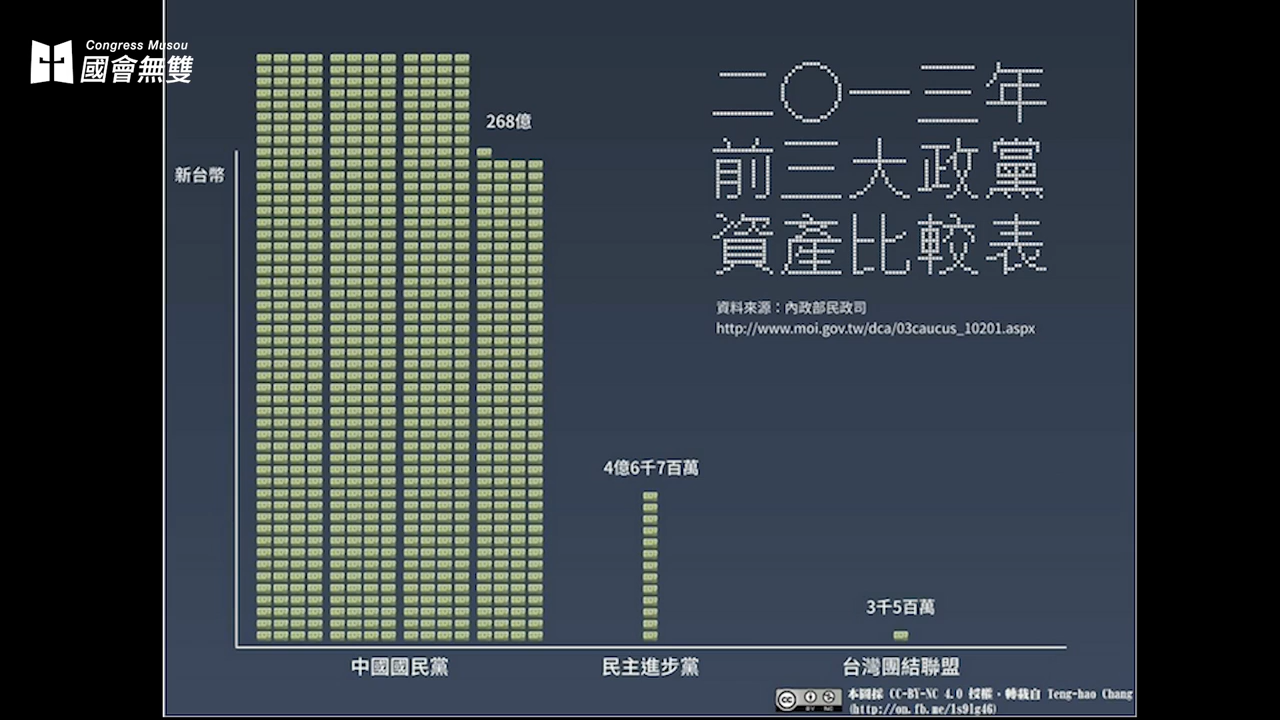 Congress Musou
國會無雙
二〇一三年
前三大政黨
資產比較表
資料來源：內政部民政司
http://www.moi.gov.tw/dca/03caucus_10201.aspx
新台幣
268億
4億6千7百萬
3千5百萬
中國國民黨
民主進步黨
台灣團結聯盟
本圖採 CC-BY-NC 4.0 授權，轉載自 Teng-hao Chang
(http://on.fb.me/1s9lg46)
CC
BY NC